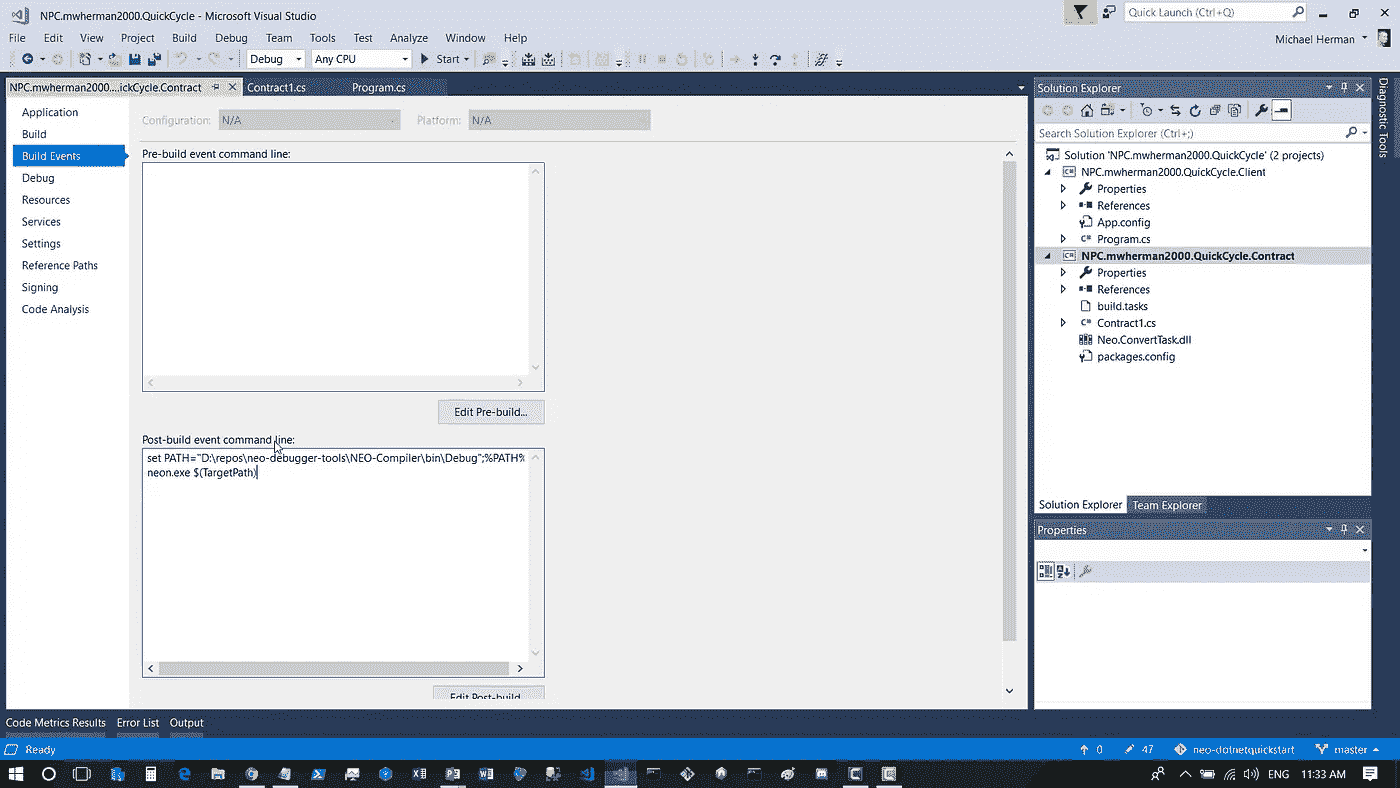 NPC.mwherman2000.QuickCycle - Microsoft Visual Studio
Quick Launch (Ctrl+Q)
File Edit View Project Build Debug Team Tools Test Analyze Window Help
Michael Herman
Debug Any CPU Start
NPC.mwherman2000....ickCycle.Contract Contract1.cs Program.cs
Application
Build
Build Events
Debug
Resources
Services
Settings
Reference Paths
Signing
Code Analysis
Configuration: N/A Platform: N/A
Pre-build event command line:
Edit Pre-build...
Post-build event command line:
set PATH="D:\repos\neo-debugger-tools\NEO-Compiler\bin\Debug";%PATH%
neon.exe $(TargetPath)
Edit Post-build
Solution Explorer
Search Solution Explorer (Ctrl+;)
Solution 'NPC.mwherman2000.QuickCycle' (2 projects)
NPC.mwherman2000.QuickCycle.Client
Properties
References
App.config
C# Program.cs
NPC.mwherman2000.QuickCycle.Contract
Properties
References
build.tasks
C# Contract1.cs
Neo.ConvertTask.dll
packages.config
Solution Explorer Team Explorer
Properties
Diagnostic Tools
Code Metrics Results Error List Output
Ready
0 47 neo-dotnetquickstart master
ENG 11:33 AM